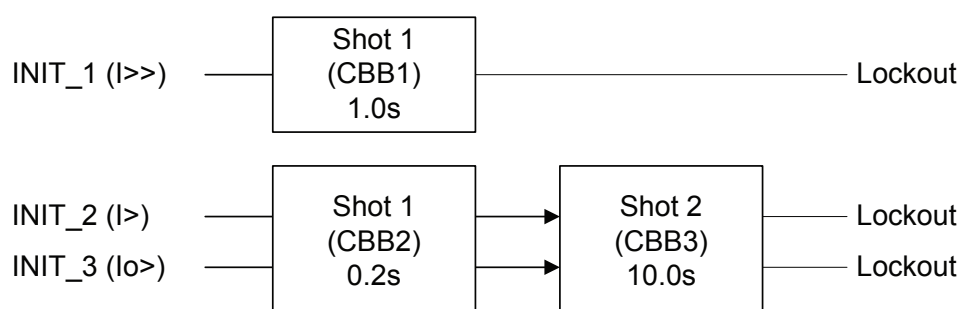 INIT_1 (I>>)
Shot 1
(CBB1)
1.0s
Lockout
INIT_2 (I>)
INIT_3 (Io>)
Shot 1
(CBB2)
0.2s
Shot 2
(CBB3)
10.0s
Lockout
Lockout